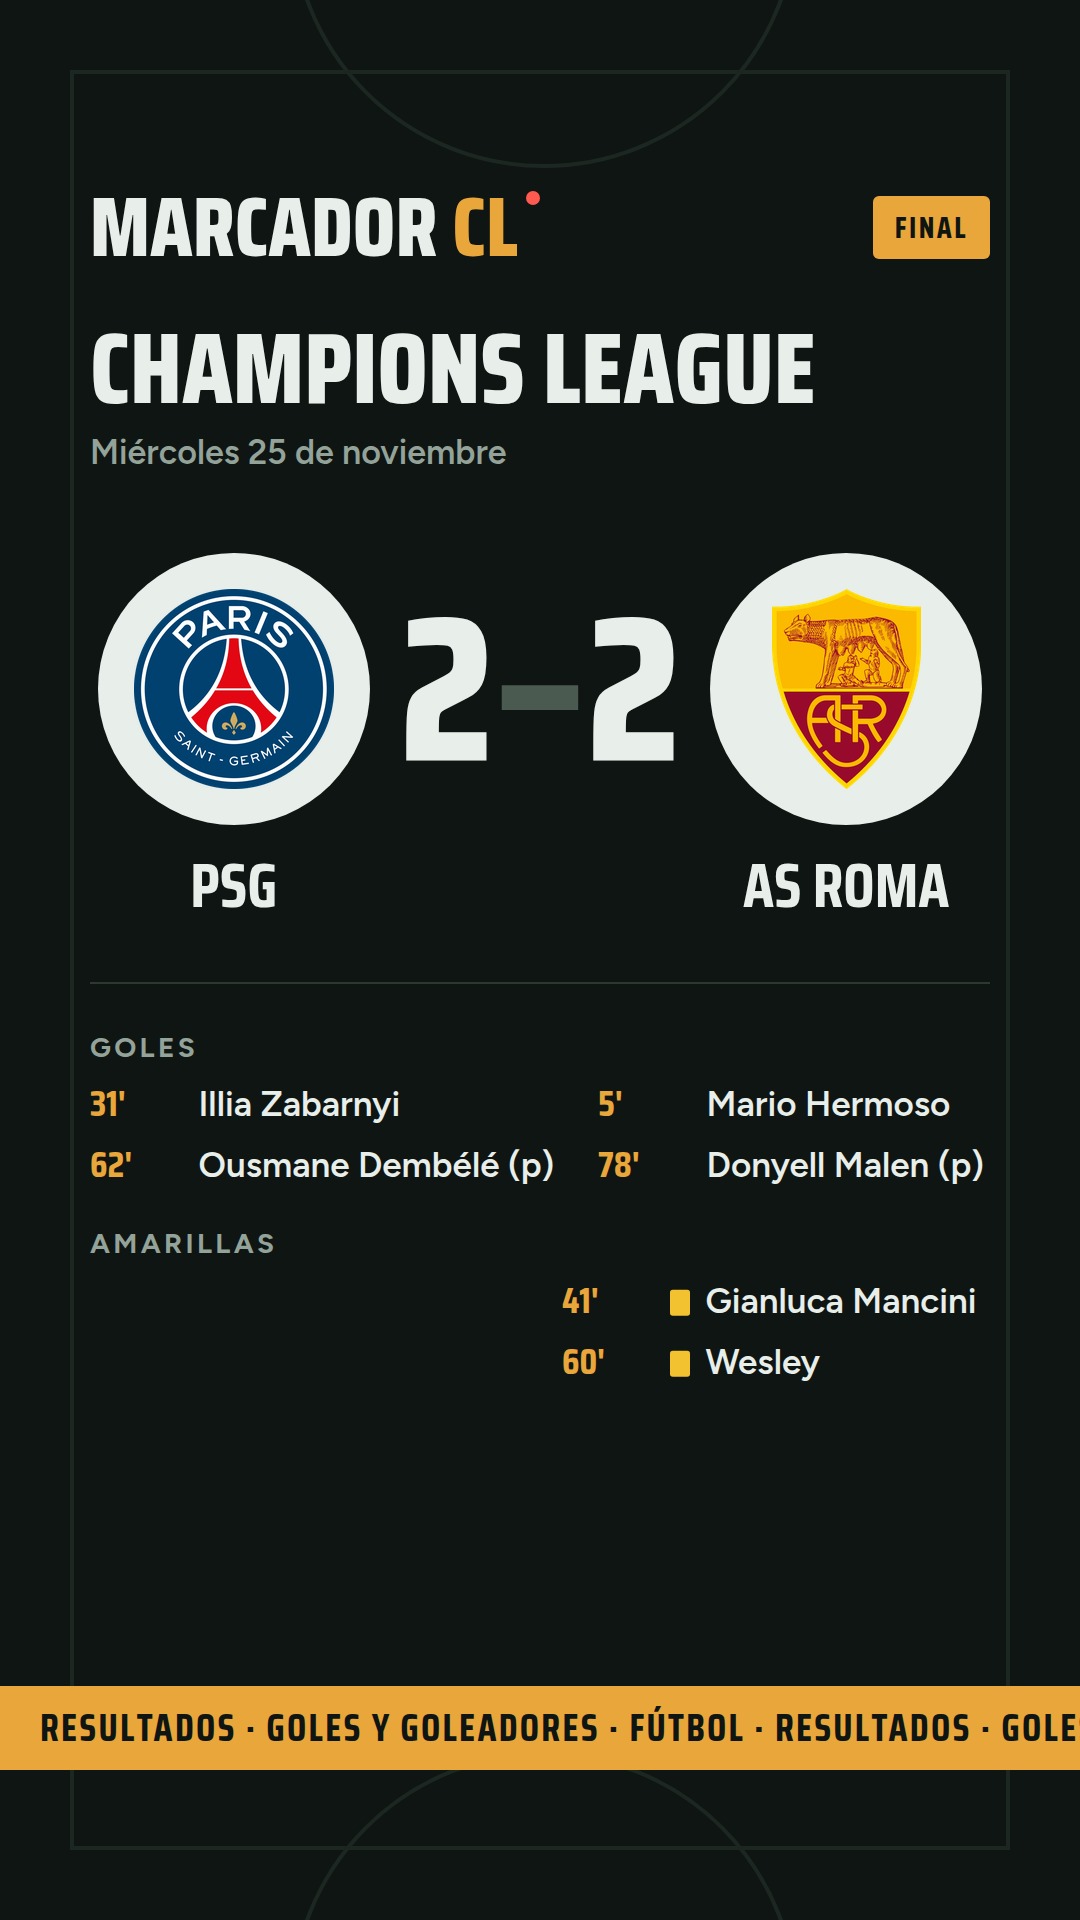 MARCADOR CL
FINAL
CHAMPIONS LEAGUE
Miércoles 25 de noviembre
PARIS
SAINT - GERMAIN
2–2
ASR
PSG
AS ROMA
GOLES
31' Illia Zabarnyi
5' Mario Hermoso
62' Ousmane Dembélé (p)
78' Donyell Malen (p)
AMARILLAS
41' Gianluca Mancini
60' Wesley
RESULTADOS · GOLES Y GOLEADORES · FÚTBOL · RESULTADOS · GOLES